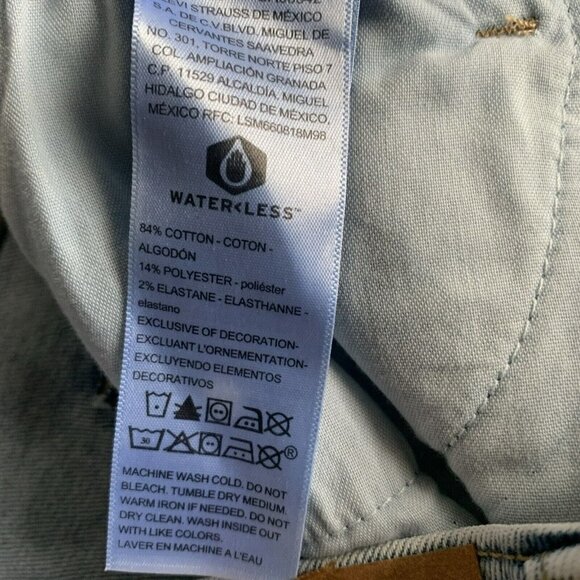 LEVI STRAUSS DE MÉXICO
S.A. DE C.V. BLVD. MIGUEL DE
CERVANTES SAAVEDRA
NO. 301, TORRE NORTE PISO 7
COL. AMPLIACIÓN GRANADA
C.P. 11529 ALCALDÍA. MIGUEL
HIDALGO CIUDAD DE MÉXICO,
MÉXICO RFC: LSM660818M98
WATER<LESS™
84% COTTON - COTON -
ALGODÓN
14% POLYESTER - poliéster
2% ELASTANE - ELASTHANNE -
elastano
EXCLUSIVE OF DECORATION-
EXCLUANT L'ORNEMENTATION-
EXCLUYENDO ELEMENTOS
DECORATIVOS
30 ®
MACHINE WASH COLD. DO NOT
BLEACH. TUMBLE DRY MEDIUM.
WARM IRON IF NEEDED. DO NOT
DRY CLEAN. WASH INSIDE OUT
WITH LIKE COLORS.
LAVER EN MACHINE A L'EAU